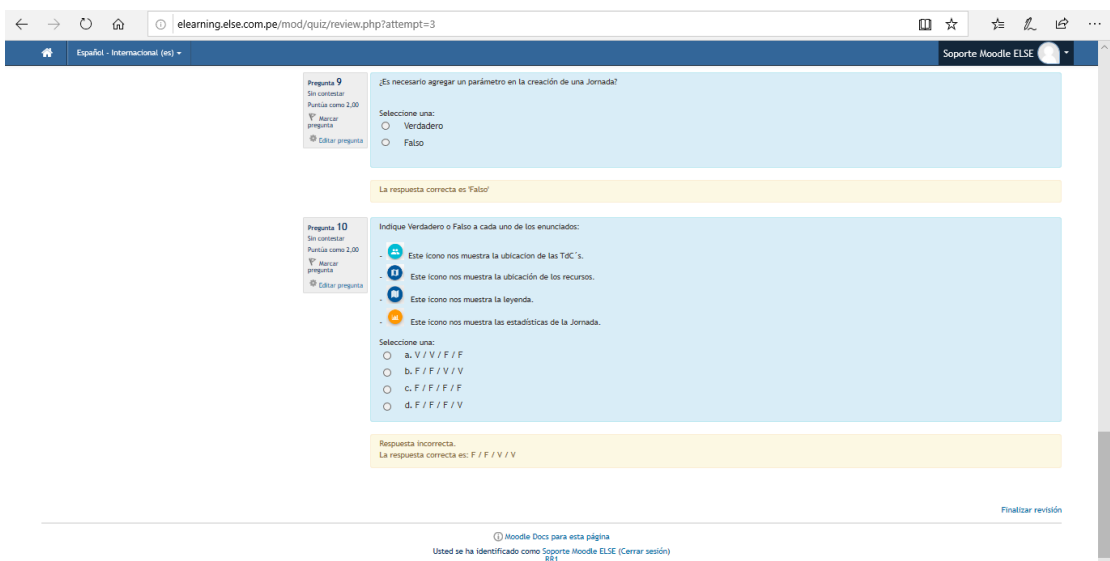 elearning.else.com.pe/mod/quiz/review.php?attempt=3
Español - Internacional (es)
Soporte Moodle ELSE
Pregunta 9
Sin contestar
Puntúa como 2,00
Marcar
pregunta
Editar pregunta
¿Es necesario agregar un parámetro en la creación de una Jornada?
Seleccione una:
Verdadero
Falso
La respuesta correcta es 'Falso'
Pregunta 10
Sin contestar
Puntúa como 2,00
Marcar
pregunta
Editar pregunta
Indique Verdadero o Falso a cada uno de los enunciados:
- Este icono nos muestra la ubicacion de las TdC´s.
- Este icono nos muestra la ubicación de los recursos.
- Este icono nos muestra la leyenda.
- Este icono nos muestra las estadísticas de la Jornada.
Seleccione una:
a. V / V / F / F
b. F / F / V / V
c. F / F / F / F
d. F / F / F / V
Respuesta incorrecta.
La respuesta correcta es: F / F / V / V
Finalizar revisión
Moodle Docs para esta página
Usted se ha identificado como Soporte Moodle ELSE (Cerrar sesión)
RR1